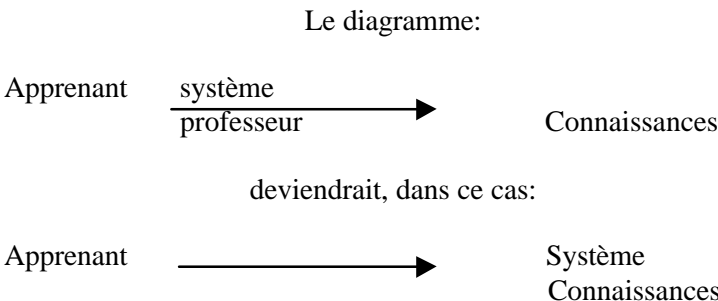 Le diagramme:
Apprenant système
professeur Connaissances
deviendrait, dans ce cas:
Apprenant Système
Connaissances